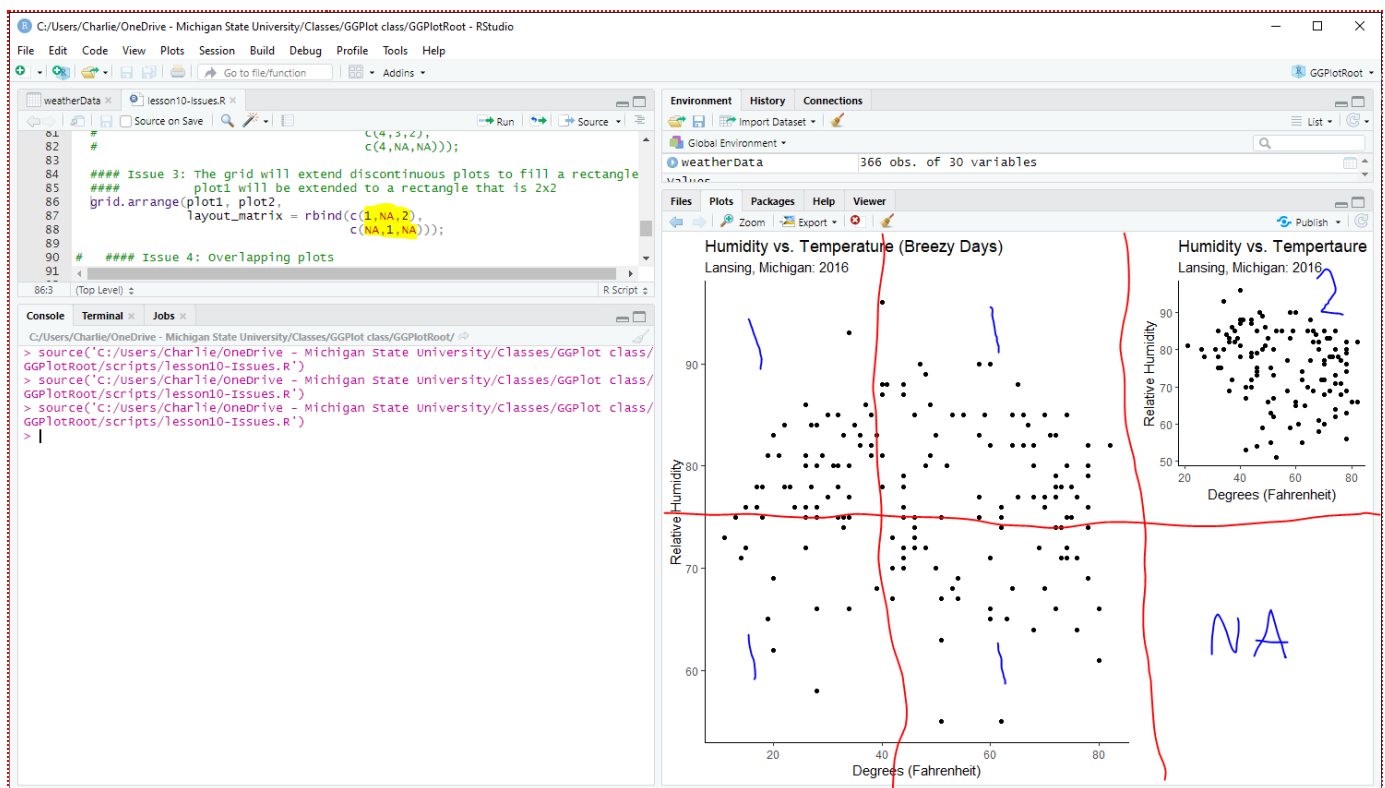 C:/Users/Charlie/OneDrive - Michigan State University/Classes/GGPlot class/GGPlotRoot - RStudio
File Edit Code View Plots Session Build Debug Profile Tools Help
Go to file/function Addins GGPlotRoot
weatherData lesson10-Issues.R
Source on Save Run Source
81 # c(4,3,2),
82 # c(4,NA,NA)));
83
84 #### Issue 3: The grid will extend discontinuous plots to fill a rectangle
85 #### plot1 will be extended to a rectangle that is 2x2
86 grid.arrange(plot1, plot2,
87 layout_matrix = rbind(c(1,NA,2),
88 c(NA,1,NA)));
89
90 # #### Issue 4: Overlapping plots
91
86:3 (Top Level) R Script
Console Terminal Jobs
C:/Users/Charlie/OneDrive - Michigan State University/Classes/GGPlot class/GGPlotRoot/
> source('C:/Users/Charlie/OneDrive - Michigan State University/Classes/GGPlot class/
GGPlotRoot/scripts/lesson10-Issues.R')
> source('C:/Users/Charlie/OneDrive - Michigan State University/Classes/GGPlot class/
GGPlotRoot/scripts/lesson10-Issues.R')
> source('C:/Users/Charlie/OneDrive - Michigan State University/Classes/GGPlot class/
GGPlotRoot/scripts/lesson10-Issues.R')
>
Environment History Connections
Import Dataset List
Global Environment
weatherData 366 obs. of 30 variables
Files Plots Packages Help Viewer
Zoom Export Publish
Humidity vs. Temperature (Breezy Days)
Lansing, Michigan: 2016
Relative Humidity
90
80
70
60
20 40 60 80
Degrees (Fahrenheit)
1 1
1 1
Humidity vs. Tempertaure
Lansing, Michigan: 2016
2
Relative Humidity
90
80
70
60
50
20 40 60 80
Degrees (Fahrenheit)
NA